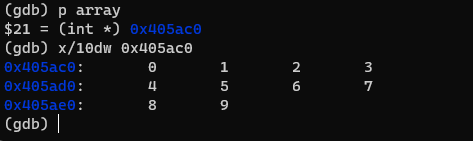 (gdb) p array
$21 = (int *) 0x405ac0
(gdb) x/10dw 0x405ac0
0x405ac0: 0 1 2 3
0x405ad0: 4 5 6 7
0x405ae0: 8 9
(gdb)